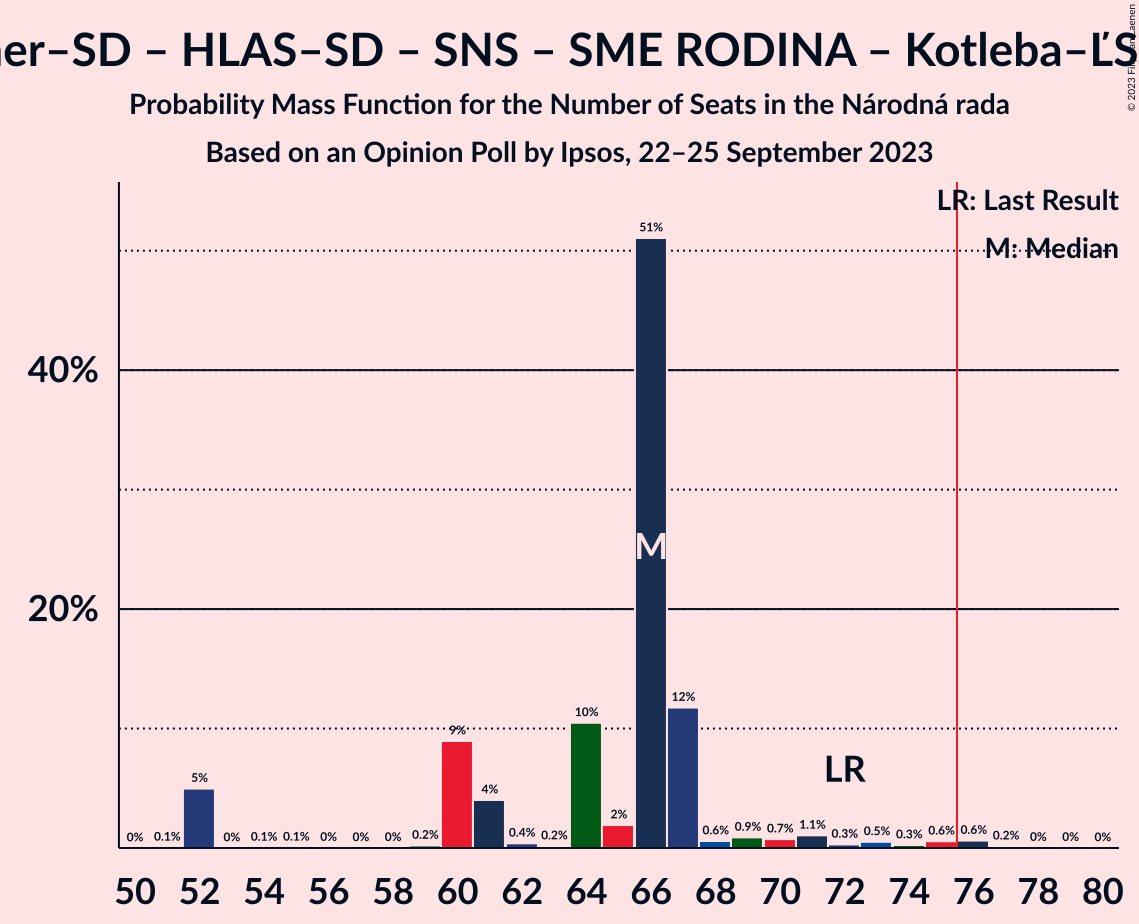 er–SD – HLAS–SD – SNS – SME RODINA – Kotleba–ĽS
Probability Mass Function for the Number of Seats in the Národná rada
Based on an Opinion Poll by Ipsos, 22–25 September 2023
LR: Last Result
M: Median
40%
20%
0% 0.1% 5% 0% 0.1% 0.1% 0% 0% 0% 0.2% 9% 4% 0.4% 0.2% 10% 2% 51% 12% 0.6% 0.9% 0.7% 1.1% 0.3% 0.5% 0.3% 0.6% 0.6% 0.2% 0% 0% 0%
M
LR
50 52 54 56 58 60 62 64 66 68 70 72 74 76 78 80
© 2023